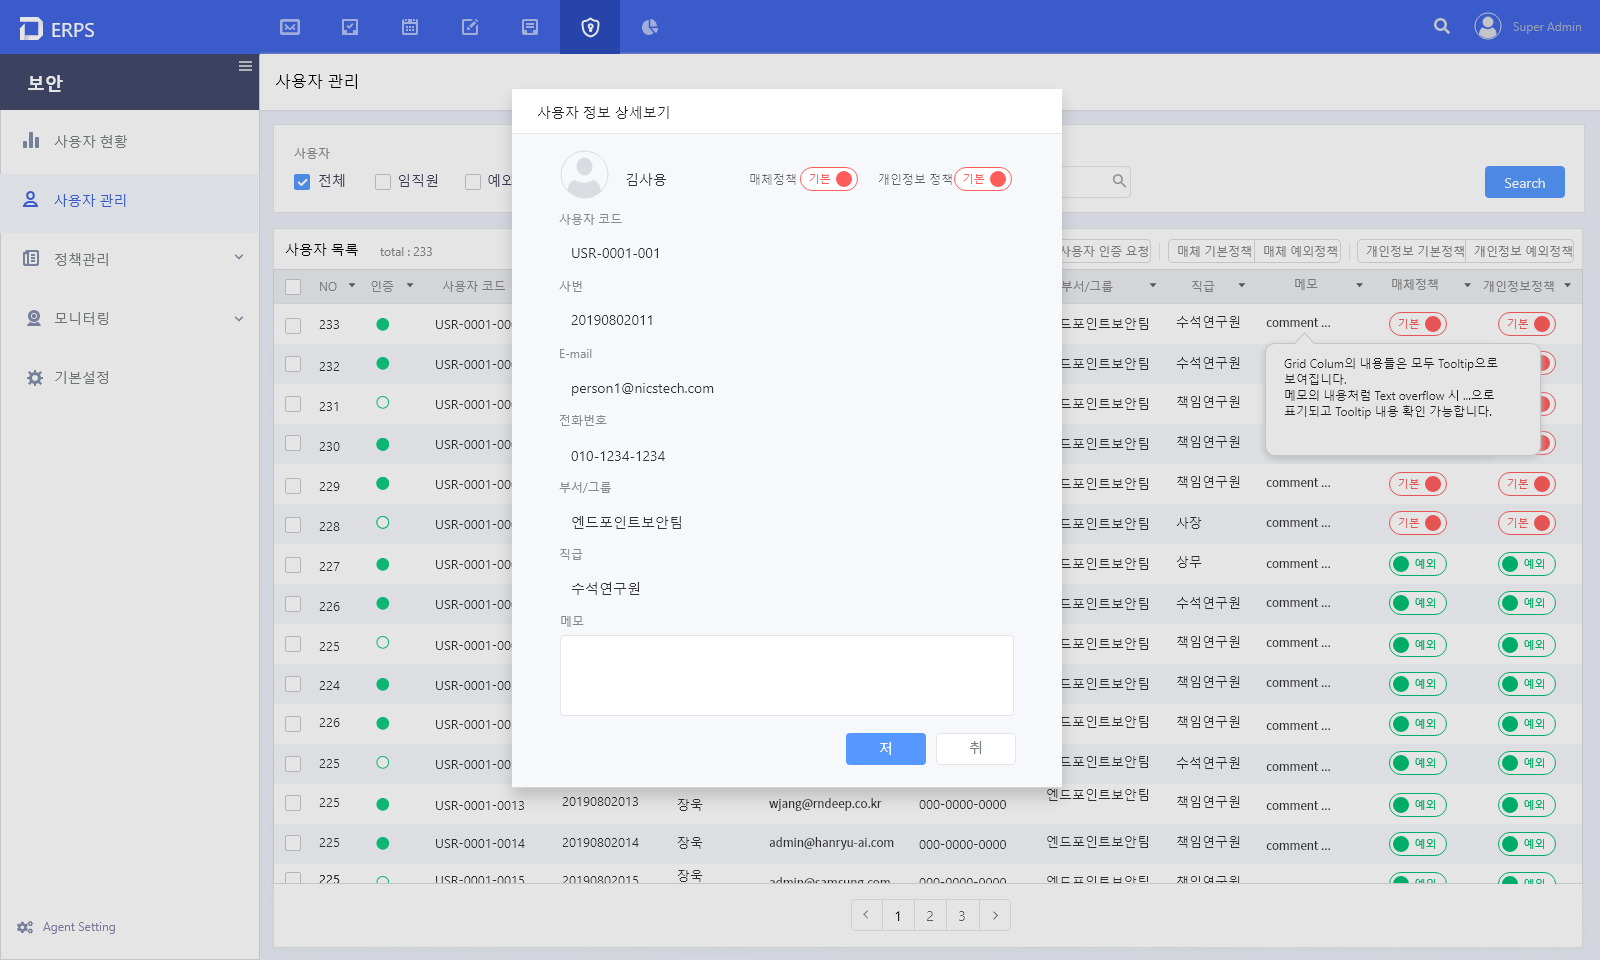 ERPS
Super Admin
보안
사용자 현황
사용자 관리
정책관리
모니터링
기본설정
Agent Setting
사용자 관리
사용자
전체 임직원 예외
Search
사용자 목록 total : 233
사용자 인증 요청 매체 기본정책 매체 예외정책 개인정보 기본정책 개인정보 예외정책
NO 인증 사용자 코드 부서/그룹 직급 메모 매체정책 개인정보정책
233 USR-0001-00 엔드포인트보안팀 수석연구원 comment ... 기본 기본
232 USR-0001-00 엔드포인트보안팀 수석연구원
231 USR-0001-00 엔드포인트보안팀 책임연구원
230 USR-0001-00 엔드포인트보안팀 책임연구원
229 USR-0001-00 엔드포인트보안팀 책임연구원 comment ... 기본 기본
228 USR-0001-00 엔드포인트보안팀 사장 comment ... 기본 기본
227 USR-0001-00 엔드포인트보안팀 상무 comment ... 예외 예외
226 USR-0001-00 엔드포인트보안팀 수석연구원 comment ... 예외 예외
225 USR-0001-00 엔드포인트보안팀 책임연구원 comment ... 예외 예외
224 USR-0001-00 엔드포인트보안팀 책임연구원 comment ... 예외 예외
226 USR-0001-00 엔드포인트보안팀 책임연구원 comment ... 예외 예외
225 USR-0001-00 엔드포인트보안팀 수석연구원 comment ... 예외 예외
225 USR-0001-0013 20190802013 장욱 wjang@rndeep.co.kr 000-0000-0000 엔드포인트보안팀 책임연구원 comment ... 예외 예외
225 USR-0001-0014 20190802014 장욱 admin@hanryu-ai.com 000-0000-0000 엔드포인트보안팀 책임연구원 comment ... 예외 예외
225 USR-0001-0015 20190802015 장욱 admin@samsung.com 000-0000-0000 엔드포인트보안팀 책임연구원 예외 예외
1 2 3
Grid Colum의 내용들은 모두 Tooltip으로
보여집니다.
메모의 내용처럼 Text overflow 시 ...으로
표기되고 Tooltip 내용 확인 가능합니다.
사용자 정보 상세보기
김사용 매체정책 기본 개인정보 정책 기본
사용자 코드
USR-0001-001
사번
20190802011
E-mail
person1@nicstech.com
전화번호
010-1234-1234
부서/그룹
엔드포인트보안팀
직급
수석연구원
메모
저 취